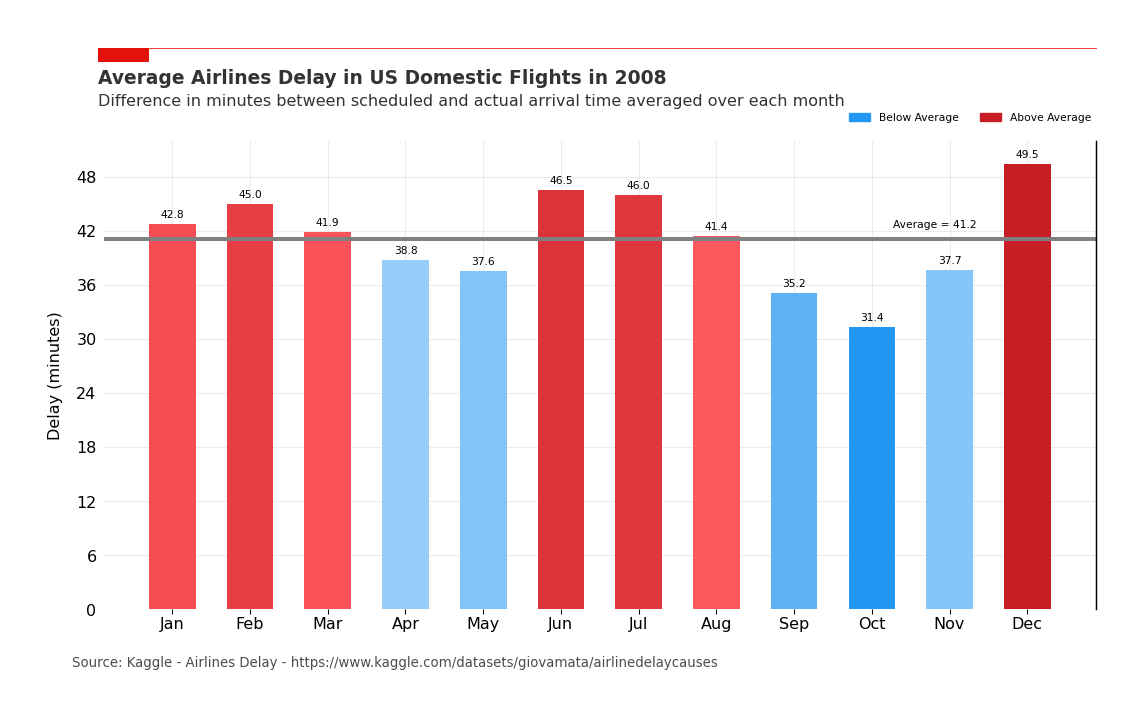 Average Airlines Delay in US Domestic Flights in 2008
Difference in minutes between scheduled and actual arrival time averaged over each month
Below Average
Above Average
Delay (minutes)
48
42
36
30
24
18
12
6
0
42.8
45.0
41.9
38.8
37.6
46.5
46.0
41.4
35.2
31.4
37.7
49.5
Average = 41.2
Jan
Feb
Mar
Apr
May
Jun
Jul
Aug
Sep
Oct
Nov
Dec
Source: Kaggle - Airlines Delay - https://www.kaggle.com/datasets/giovamata/airlinedelaycauses